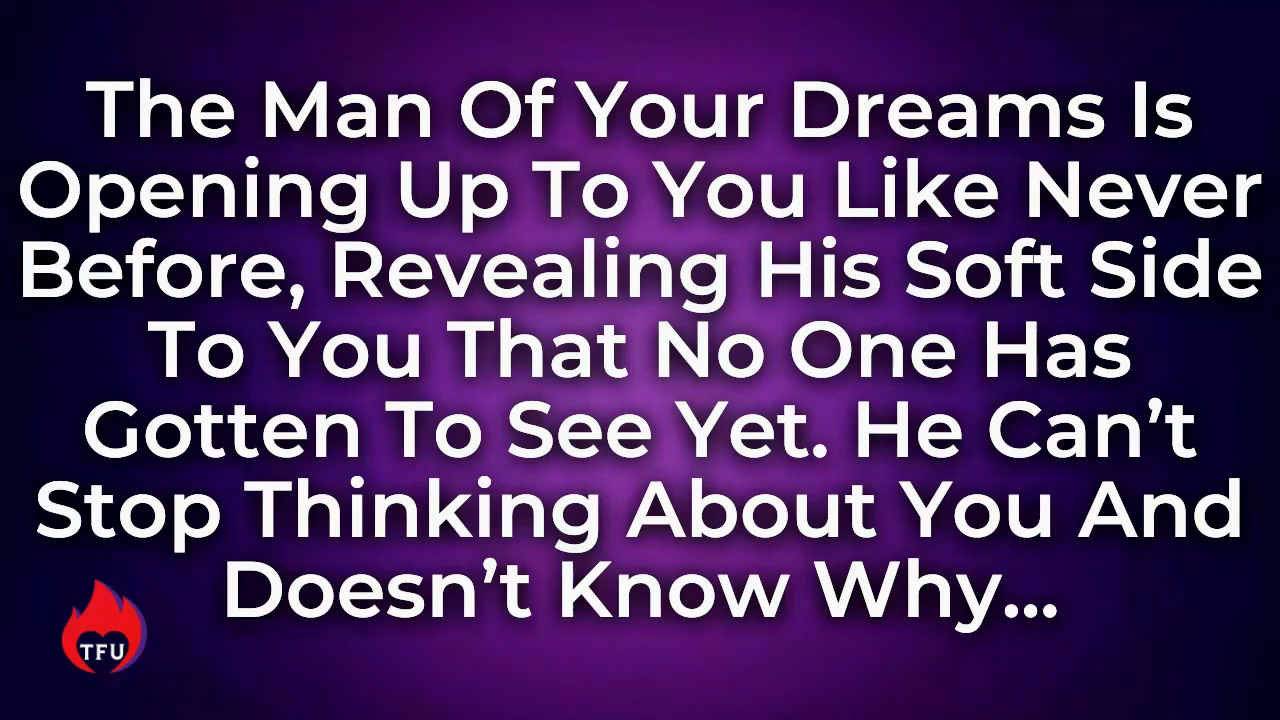 The Man Of Your Dreams Is
Opening Up To You Like Never
Before, Revealing His Soft Side
To You That No One Has
Gotten To See Yet. He Can’t
Stop Thinking About You And
Doesn’t Know Why...
TFU